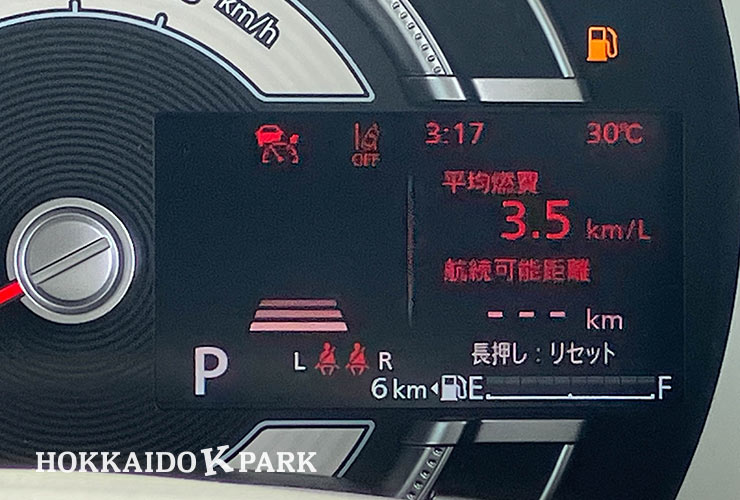 km/h
OFF
3:17
30℃
平均燃費
3.5 km/L
航続可能距離
--- km
長押し:リセット
L R
P
6km E F
HOKKAIDO K PARK